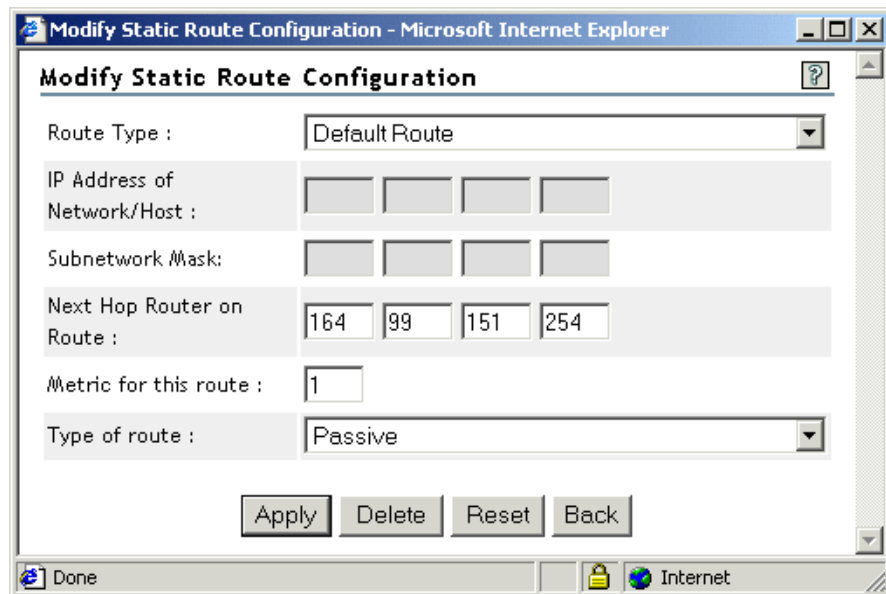 Modify Static Route Configuration - Microsoft Internet Explorer
Modify Static Route Configuration
?
Route Type :
Default Route
IP Address of
Network/Host :
Subnetwork Mask:
Next Hop Router on
Route :
164 99 151 254
Metric for this route :
1
Type of route :
Passive
Apply Delete Reset Back
Done
Internet